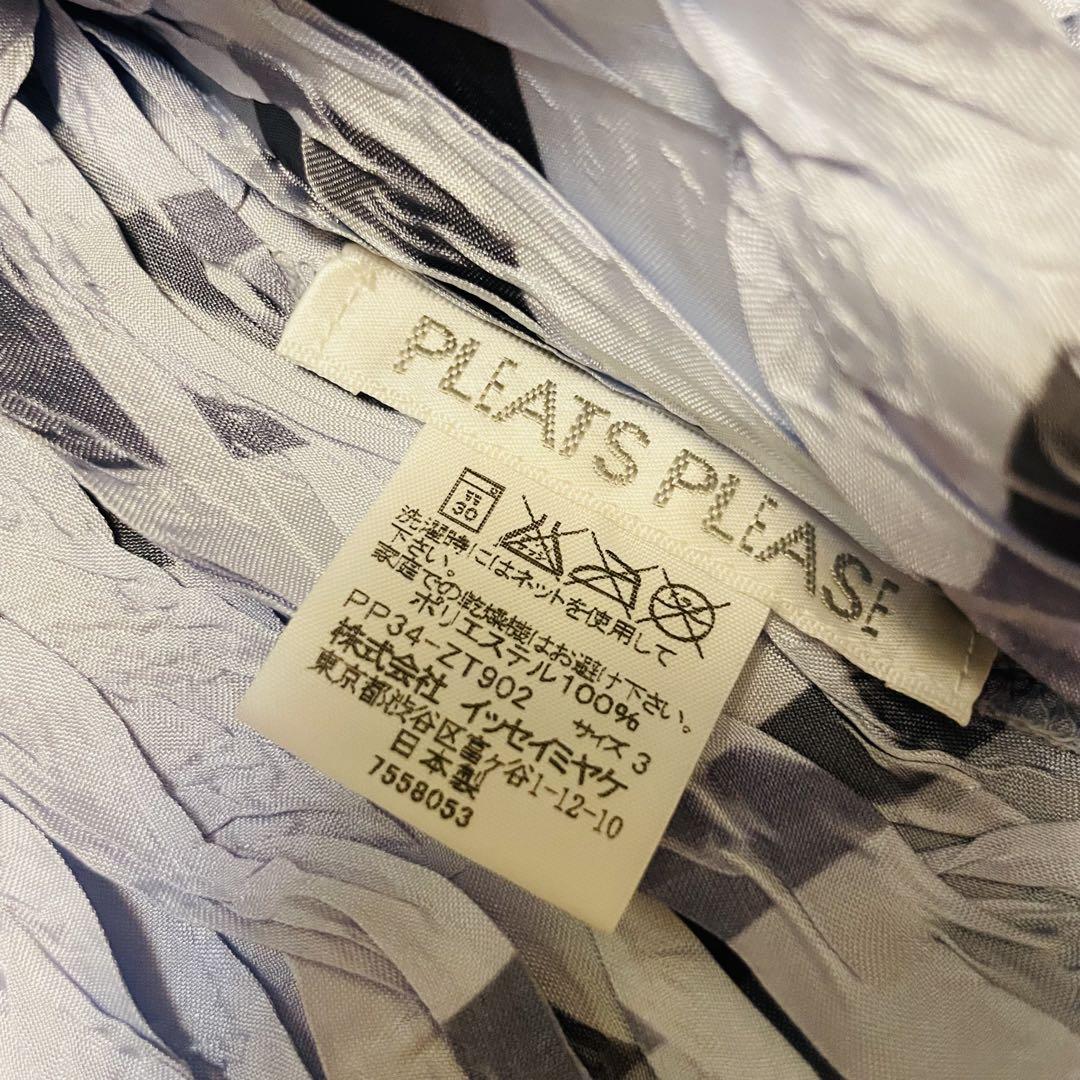 PLEATS PLEASE
30
洗濯時にはネットを使用して
下さい。
家庭での乾燥機はお避け下さい。
ポリエステル100%
PP34-ZT902 サイズ 3
株式会社 イッセイミヤケ
東京都渋谷区富ヶ谷1-12-10
日本製
7558053